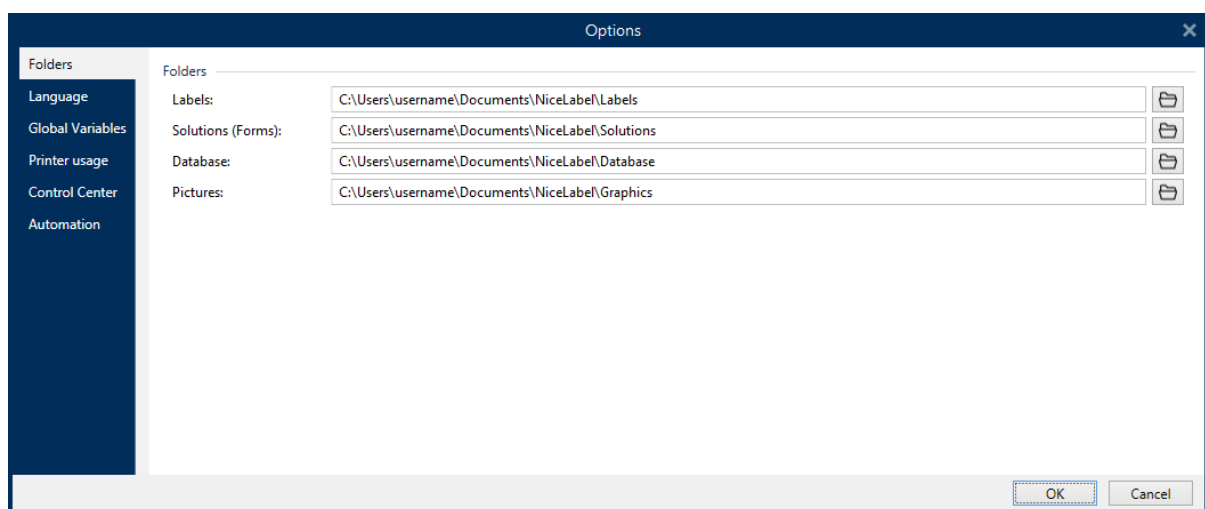 Options
Folders
Language
Global Variables
Printer usage
Control Center
Automation
Folders
Labels: C:\Users\username\Documents\NiceLabel\Labels
Solutions (Forms): C:\Users\username\Documents\NiceLabel\Solutions
Database: C:\Users\username\Documents\NiceLabel\Database
Pictures: C:\Users\username\Documents\NiceLabel\Graphics
OK Cancel